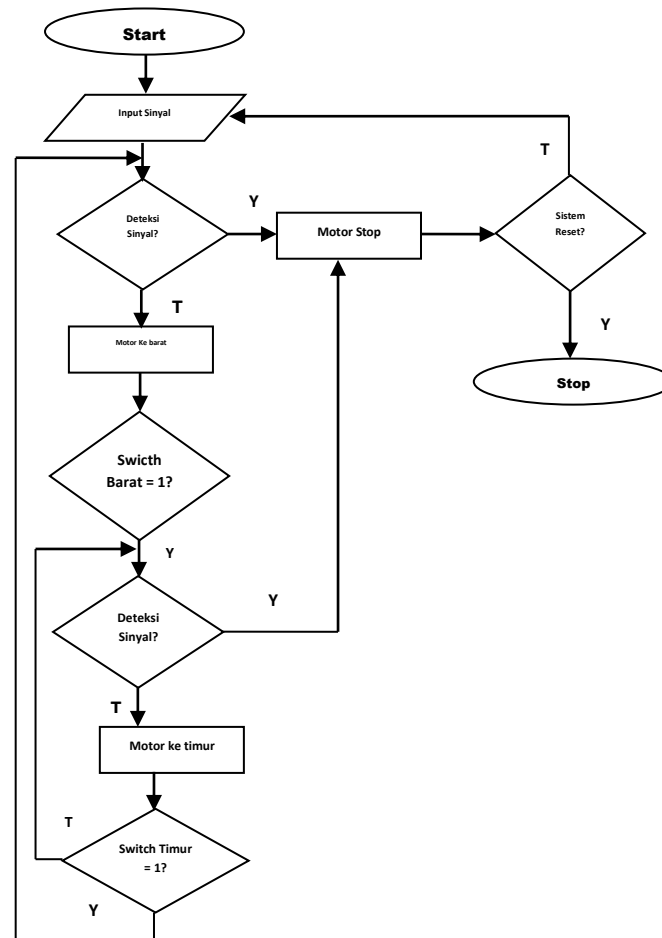 Start
Input Sinyal
T
Deteksi
Sinyal?
Y
Motor Stop
Sistem
Reset?
T
Motor Ke barat
Y
Stop
Swicth
Barat = 1?
Y
Deteksi
Sinyal?
Y
T
Motor ke timur
T
Switch Timur
= 1?
Y